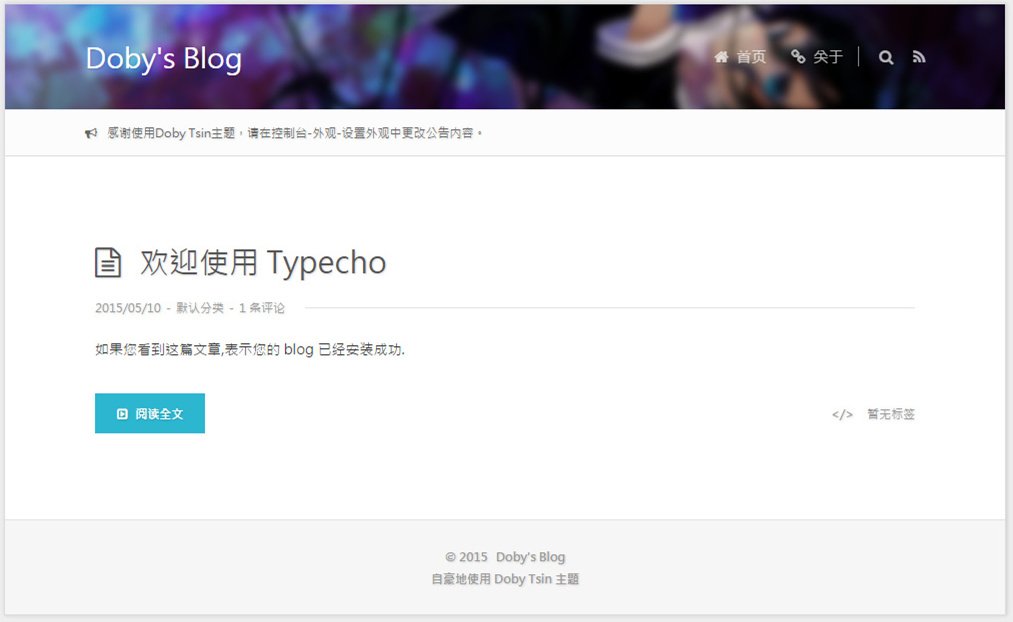 Doby's Blog
首页 关于
感谢使用Doby Tsin主题，请在控制台-外观-设置外观中更改公告内容。
欢迎使用 Typecho
2015/05/10 - 默认分类 - 1 条评论
如果您看到这篇文章,表示您的 blog 已经安装成功.
阅读全文
</> 暂无标签
© 2015 Doby's Blog
自豪地使用 Doby Tsin 主题